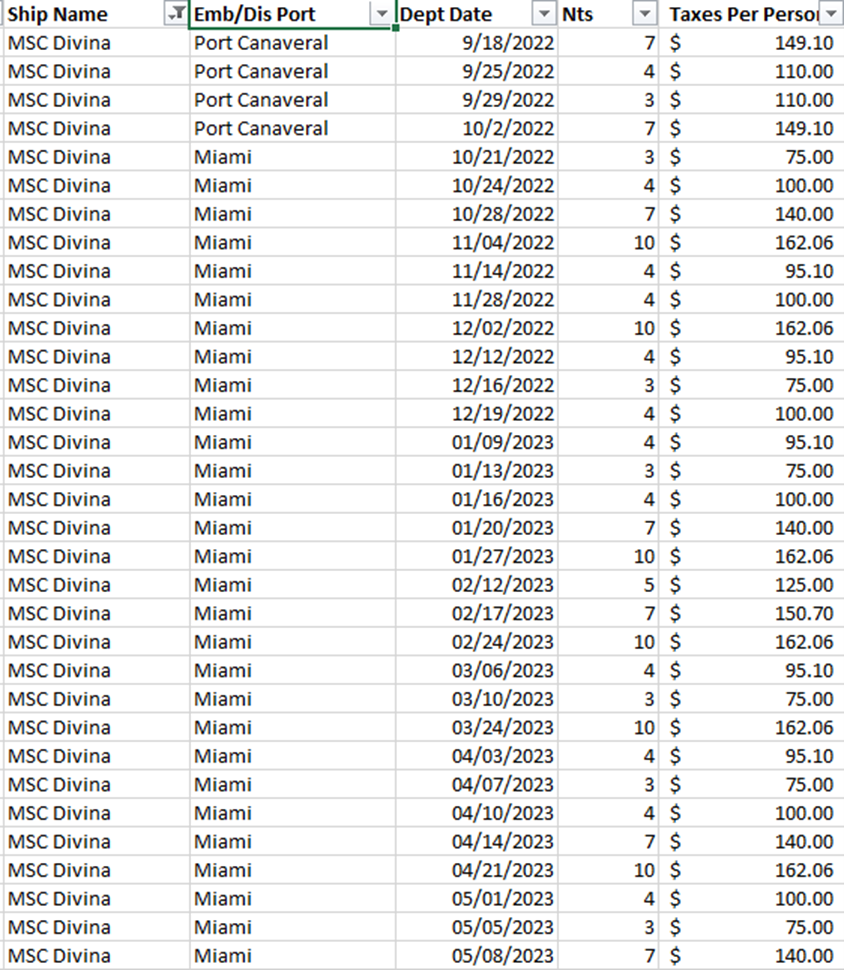 Ship Name Emb/Dis Port Dept Date Nts Taxes Per Person
MSC Divina Port Canaveral 9/18/2022 7 $ 149.10
MSC Divina Port Canaveral 9/25/2022 4 $ 110.00
MSC Divina Port Canaveral 9/29/2022 3 $ 110.00
MSC Divina Port Canaveral 10/2/2022 7 $ 149.10
MSC Divina Miami 10/21/2022 3 $ 75.00
MSC Divina Miami 10/24/2022 4 $ 100.00
MSC Divina Miami 10/28/2022 7 $ 140.00
MSC Divina Miami 11/04/2022 10 $ 162.06
MSC Divina Miami 11/14/2022 4 $ 95.10
MSC Divina Miami 11/28/2022 4 $ 100.00
MSC Divina Miami 12/02/2022 10 $ 162.06
MSC Divina Miami 12/12/2022 4 $ 95.10
MSC Divina Miami 12/16/2022 3 $ 75.00
MSC Divina Miami 12/19/2022 4 $ 100.00
MSC Divina Miami 01/09/2023 4 $ 95.10
MSC Divina Miami 01/13/2023 3 $ 75.00
MSC Divina Miami 01/16/2023 4 $ 100.00
MSC Divina Miami 01/20/2023 7 $ 140.00
MSC Divina Miami 01/27/2023 10 $ 162.06
MSC Divina Miami 02/12/2023 5 $ 125.00
MSC Divina Miami 02/17/2023 7 $ 150.70
MSC Divina Miami 02/24/2023 10 $ 162.06
MSC Divina Miami 03/06/2023 4 $ 95.10
MSC Divina Miami 03/10/2023 3 $ 75.00
MSC Divina Miami 03/24/2023 10 $ 162.06
MSC Divina Miami 04/03/2023 4 $ 95.10
MSC Divina Miami 04/07/2023 3 $ 75.00
MSC Divina Miami 04/10/2023 4 $ 100.00
MSC Divina Miami 04/14/2023 7 $ 140.00
MSC Divina Miami 04/21/2023 10 $ 162.06
MSC Divina Miami 05/01/2023 4 $ 100.00
MSC Divina Miami 05/05/2023 3 $ 75.00
MSC Divina Miami 05/08/2023 7 $ 140.00